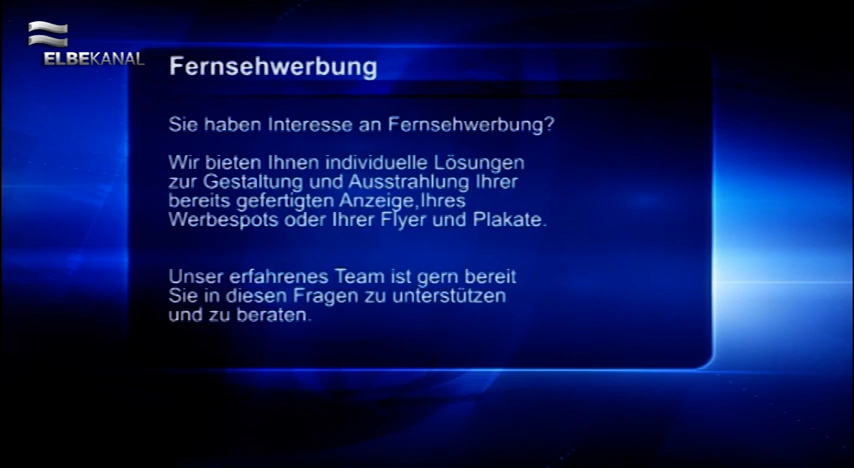 ELBEKANAL
Fernsehwerbung
Sie haben Interesse an Fernsehwerbung?
Wir bieten Ihnen individuelle Lösungen
zur Gestaltung und Ausstrahlung Ihrer
bereits gefertigten Anzeige,Ihres
Werbespots oder Ihrer Flyer und Plakate.
Unser erfahrenes Team ist gern bereit
Sie in diesen Fragen zu unterstützen
und zu beraten.